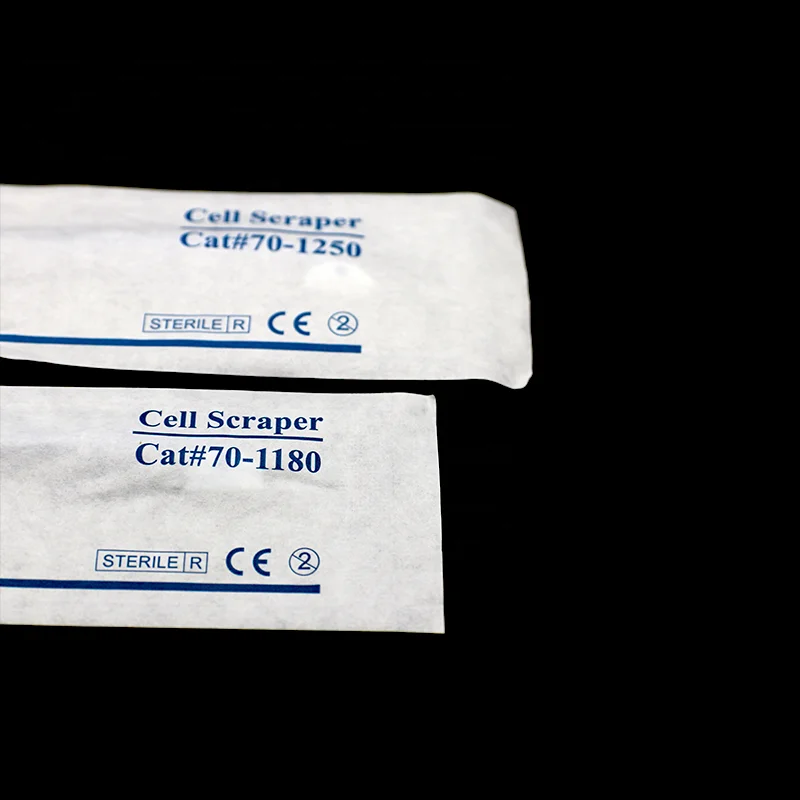 Cell Scraper
Cat#70-1250
STERILE R CE 2
Cell Scraper
Cat#70-1180
STERILE R CE 2